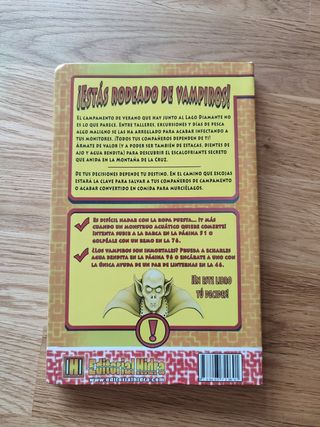 ¡ESTÁS RODEADO DE VAMPIROS!
EL CAMPAMENTO DE VERANO QUE HAY JUNTO AL LAGO DIAMANTE NO
ES LO QUE PARECE. ENTRE TALLERES, EXCURSIONES Y DÍAS DE PESCA
ALGO MALIGNO SE LAS HA ARREGLADO PARA ACABAR INFECTANDO A
TUS MONITORES. ¡TODOS TUS COMPAÑEROS DEPENDEN DE TI!
ÁRMATE DE VALOR (Y A PODER SER TAMBIÉN DE ESTACAS, DIENTES DE
AJO Y AGUA BENDITA) PARA DESCUBRIR EL ESCALOFRIANTE SECRETO
QUE ANIDA EN LA MONTAÑA DE LA CRUZ.
DE TUS DECISIONES DEPENDE TU DESTINO. EN EL CAMINO QUE ESCOJAS
ESTARÁ LA CLAVE PARA SALVAR A TUS COMPAÑEROS DE CAMPAMENTO
O ACABAR CONVERTIDO EN COMIDA PARA MURCIÉLAGOS.
ES DIFÍCIL NADAR CON LA ROPA PUESTA... ¡Y MÁS
CUANDO UN MONSTRUO ACUÁTICO QUIERE COMERTE!
INTENTA HUIR A BRAZA EN LA PÁGINA 51 O
GOLPÉALE CON UN REMO EN LA 76.
¿LOS VAMPIROS SON INMORTALES? PRUEBA A ECHARLES
AGUA BENDITA EN LA PÁGINA 96 O ENCÁRATE A UNO CON
LA ÚNICA AYUDA DE UN PAR DE LINTERNAS EN LA 46.
¡EN ESTE LIBRO
TÚ DECIDES!
!
[H] Editorial Hidra
www.editorialhidra.com